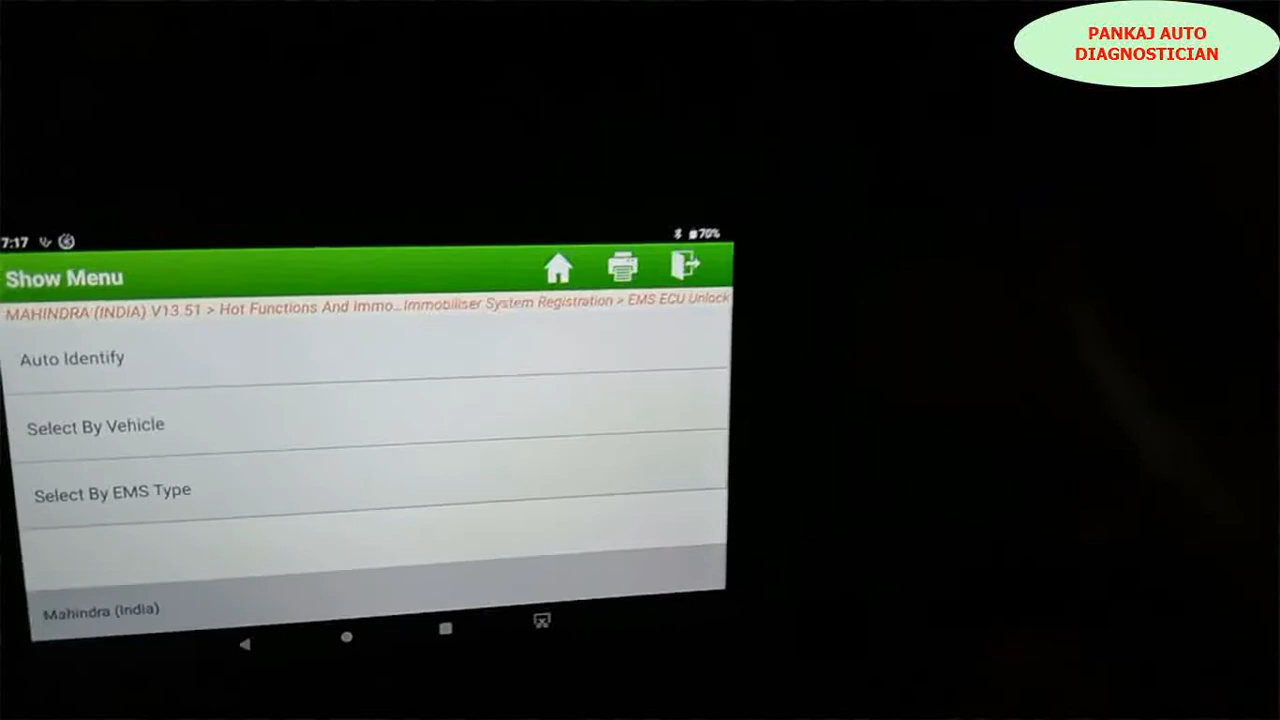 PANKAJ AUTO
DIAGNOSTICIAN
7:17
70%
Show Menu
MAHINDRA (INDIA) V13.51 > Hot Functions And Immo...Immobiliser System Registration > EMS ECU Unlock
Auto Identify
Select By Vehicle
Select By EMS Type
Mahindra (India)